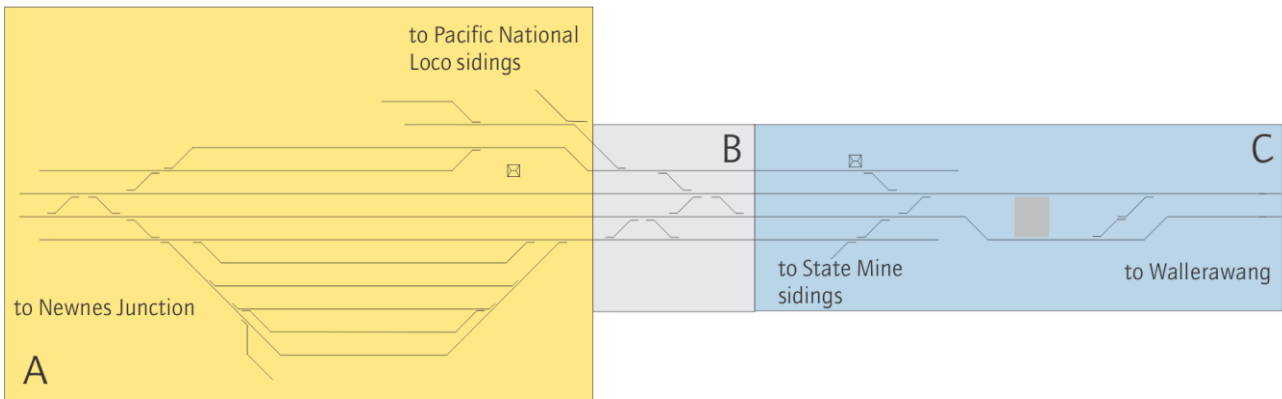 to Pacific National
Loco sidings
B
C
to State Mine
sidings
to Wallerawang
to Newnes Junction
A